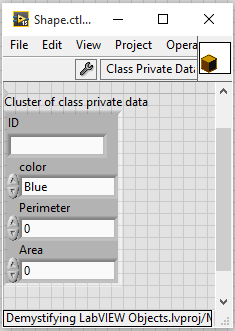 Shape.ctl...
File Edit View Project Opera
Class Private Data
Cluster of class private data
ID
color
Blue
Perimeter
0
Area
0
Demystifying LabVIEW Objects.lvproj/M